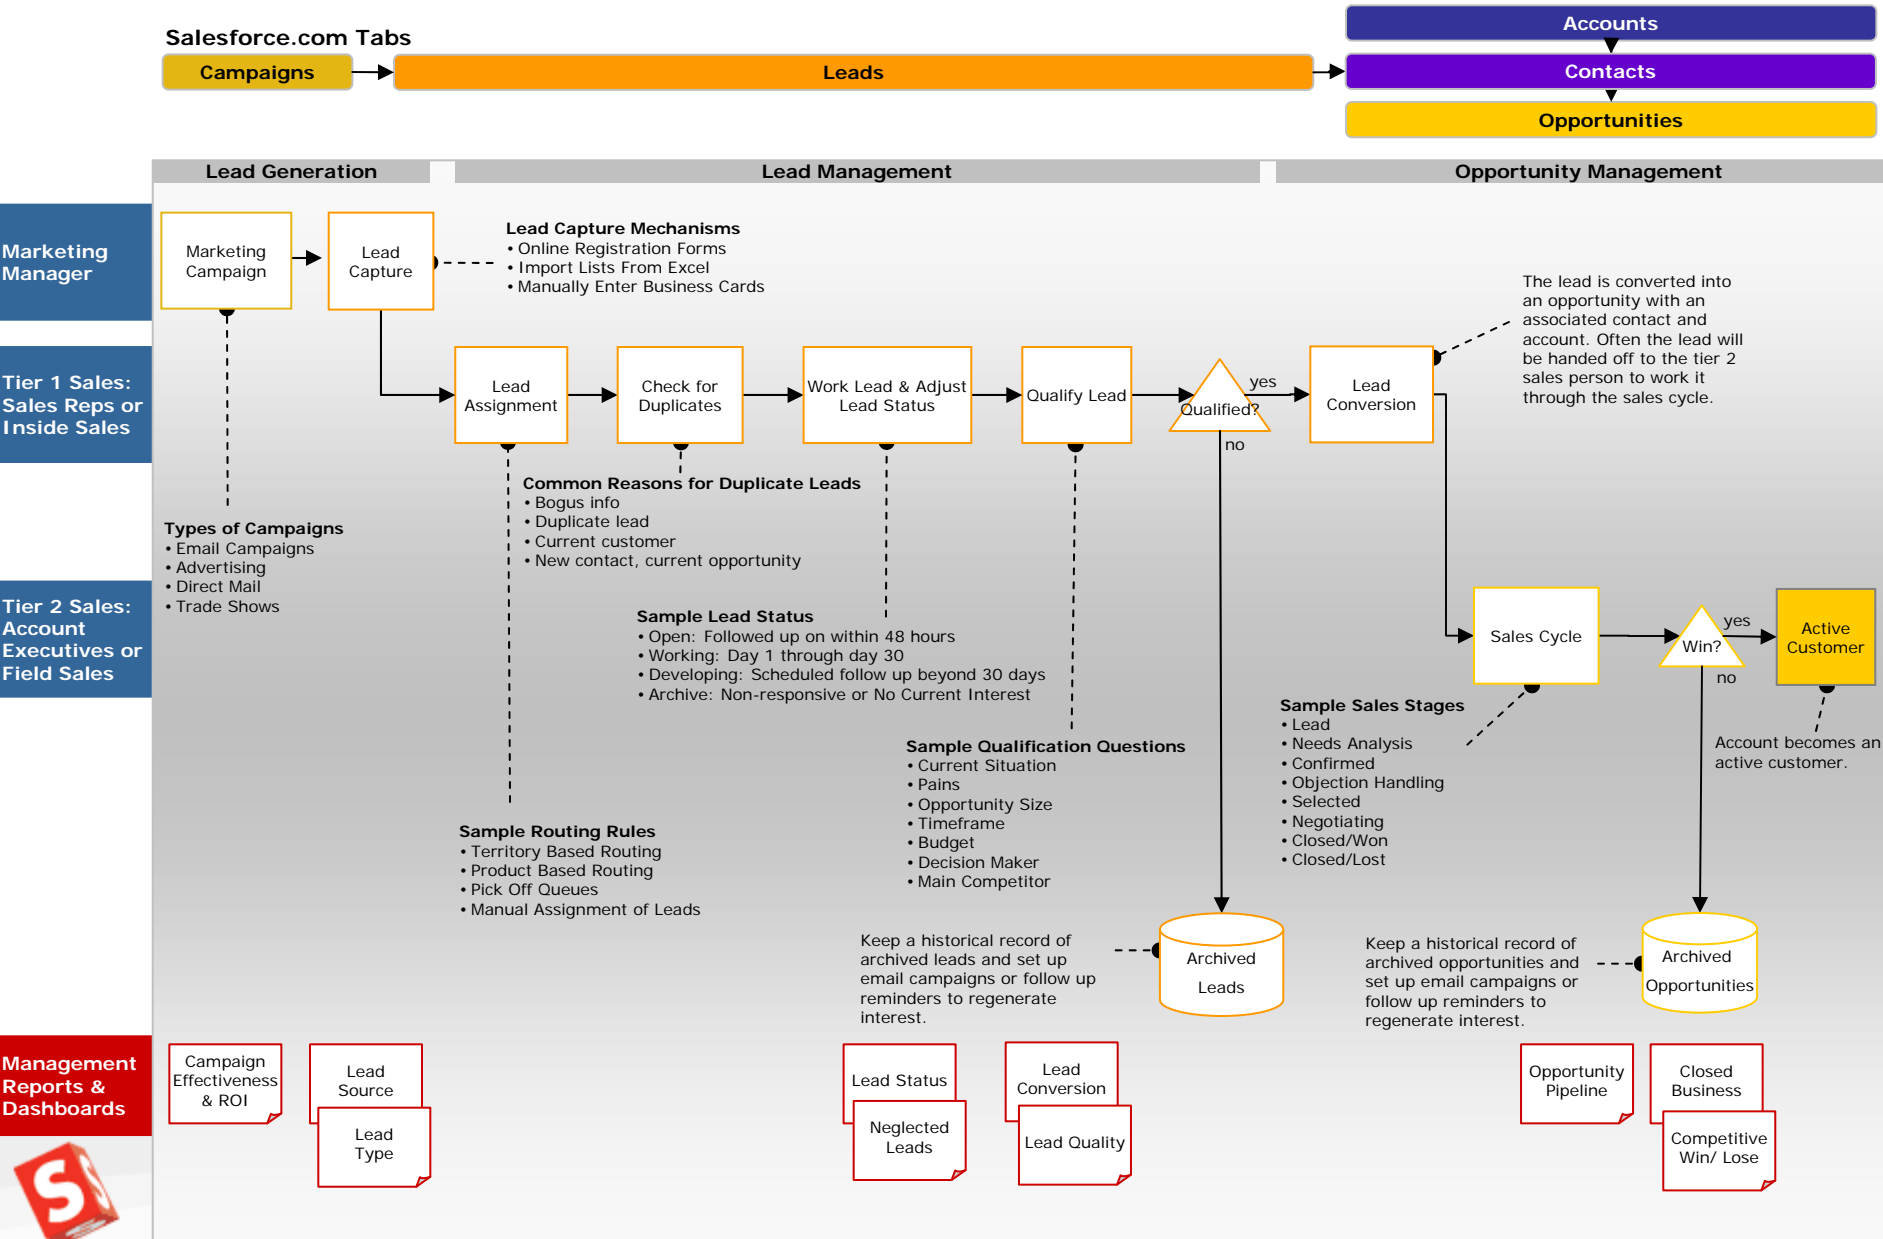 Salesforce.com Tabs
Campaigns
Leads
Accounts
Contacts
Opportunities
Lead Generation
Lead Management
Opportunity Management
Marketing
Manager
Marketing
Campaign
Lead
Capture
Lead Capture Mechanisms
• Online Registration Forms
• Import Lists From Excel
• Manually Enter Business Cards
The lead is converted into
an opportunity with an
associated contact and
account. Often the lead will
be handed off to the tier 2
sales person to work it
through the sales cycle.
Tier 1 Sales:
Sales Reps or
Inside Sales
Lead
Assignment
Check for
Duplicates
Work Lead & Adjust
Lead Status
Qualify Lead
Qualified?
yes
no
Lead
Conversion
Common Reasons for Duplicate Leads
• Bogus info
• Duplicate lead
• Current customer
• New contact, current opportunity
Types of Campaigns
• Email Campaigns
• Advertising
• Direct Mail
• Trade Shows
Tier 2 Sales:
Account
Executives or
Field Sales
Sample Lead Status
• Open: Followed up on within 48 hours
• Working: Day 1 through day 30
• Developing: Scheduled follow up beyond 30 days
• Archive: Non-responsive or No Current Interest
Sales Cycle
Win?
yes
no
Active
Customer
Sample Sales Stages
• Lead
• Needs Analysis
• Confirmed
• Objection Handling
• Selected
• Negotiating
• Closed/Won
• Closed/Lost
Account becomes an
active customer.
Sample Qualification Questions
• Current Situation
• Pains
• Opportunity Size
• Timeframe
• Budget
• Decision Maker
• Main Competitor
Sample Routing Rules
• Territory Based Routing
• Product Based Routing
• Pick Off Queues
• Manual Assignment of Leads
Keep a historical record of
archived leads and set up
email campaigns or follow up
reminders to regenerate
interest.
Archived
Leads
Keep a historical record of
archived opportunities and
set up email campaigns or
follow up reminders to
regenerate interest.
Archived
Opportunities
Management
Reports &
Dashboards
Campaign
Effectiveness
& ROI
Lead
Source
Lead
Type
Lead Status
Neglected
Leads
Lead
Conversion
Lead Quality
Opportunity
Pipeline
Closed
Business
Competitive
Win/ Lose
S
S